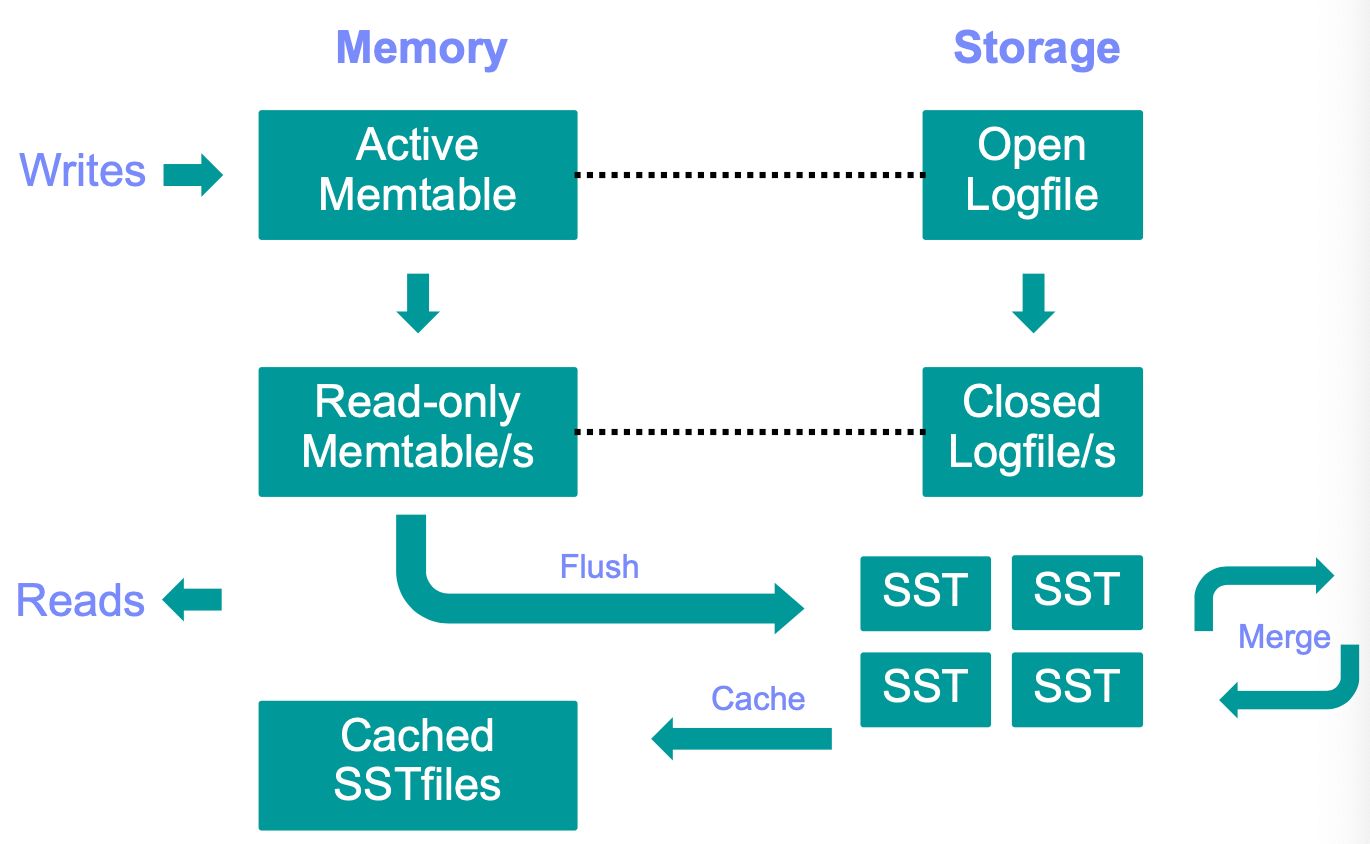 Memory
Storage
Writes
Active
Memtable
Open
Logfile
Read-only
Memtable/s
Closed
Logfile/s
Flush
Reads
SST
SST
Merge
SST
SST
Cache
Cached
SSTfiles